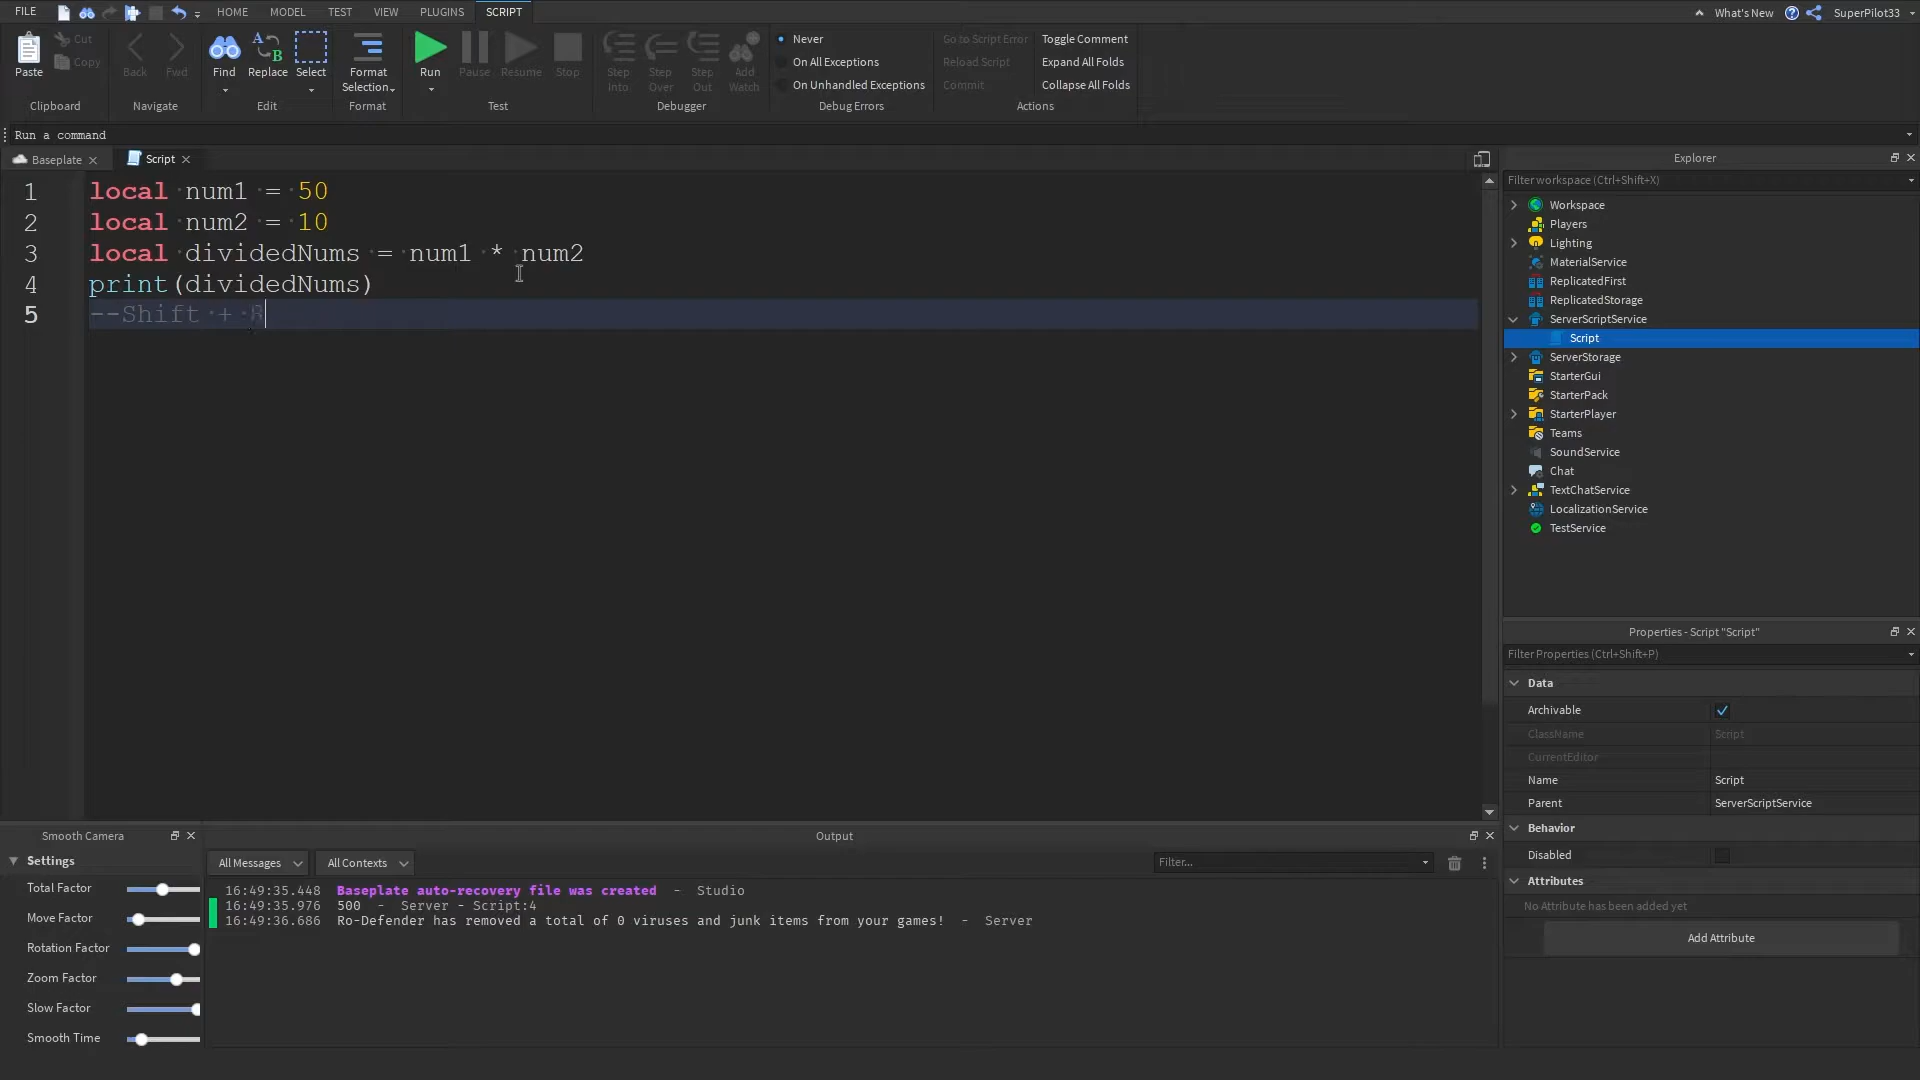 FILE HOME MODEL TEST VIEW PLUGINS SCRIPT What's New SuperPilot33
Paste Cut Copy Back Fwd Find Replace Select Format Selection Run Pause Resume Stop Step Into Step Over Step Out Add Watch
Never
On All Exceptions
On Unhandled Exceptions
Go to Script Error
Reload Script
Commit
Toggle Comment
Expand All Folds
Collapse All Folds
Clipboard Navigate Edit Format Test Debugger Debug Errors Actions
Run a command
Baseplate Script
1 local num1 = 50
2 local num2 = 10
3 local dividedNums = num1 * num2
4 print(dividedNums)
5 --Shift + 8
Explorer
Filter workspace (Ctrl+Shift+X)
Workspace
Players
Lighting
MaterialService
ReplicatedFirst
ReplicatedStorage
ServerScriptService
Script
ServerStorage
StarterGui
StarterPack
StarterPlayer
Teams
SoundService
Chat
TextChatService
LocalizationService
TestService
Properties - Script "Script"
Filter Properties (Ctrl+Shift+P)
Data
Archivable
ClassName Script
CurrentEditor
Name Script
Parent ServerScriptService
Behavior
Disabled
Attributes
No Attribute has been added yet
Add Attribute
Smooth Camera
Settings
Total Factor
Move Factor
Rotation Factor
Zoom Factor
Slow Factor
Smooth Time
Output
All Messages All Contexts Filter...
16:49:35.448 Baseplate auto-recovery file was created - Studio
16:49:35.976 500 - Server - Script:4
16:49:36.686 Ro-Defender has removed a total of 0 viruses and junk items from your games! - Server